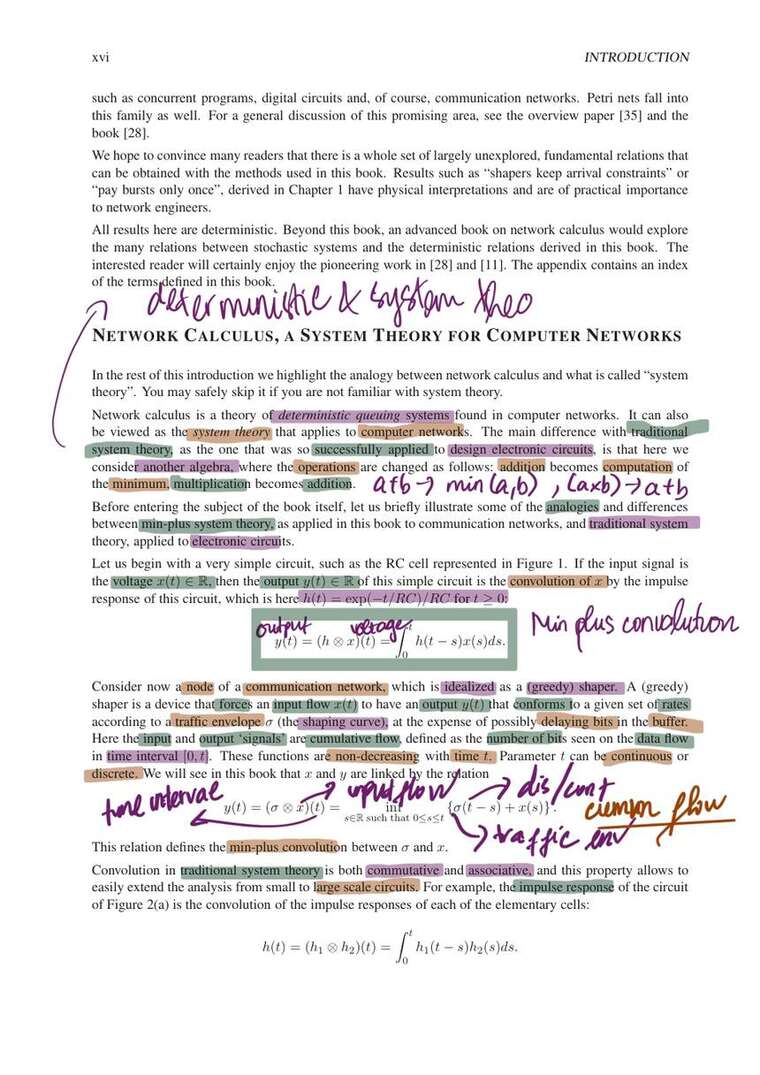 xvi INTRODUCTION
such as concurrent programs, digital circuits and, of course, communication networks. Petri nets fall into
this family as well. For a general discussion of this promising area, see the overview paper [35] and the
book [28].
We hope to convince many readers that there is a whole set of largely unexplored, fundamental relations that
can be obtained with the methods used in this book. Results such as “shapers keep arrival constraints” or
“pay bursts only once”, derived in Chapter 1 have physical interpretations and are of practical importance
to network engineers.
All results here are deterministic. Beyond this book, an advanced book on network calculus would explore
the many relations between stochastic systems and the deterministic relations derived in this book. The
interested reader will certainly enjoy the pioneering work in [28] and [11]. The appendix contains an index
of the terms defined in this book.
deterministic & system theo
NETWORK CALCULUS, A SYSTEM THEORY FOR COMPUTER NETWORKS
In the rest of this introduction we highlight the analogy between network calculus and what is called “system
theory”. You may safely skip it if you are not familiar with system theory.
Network calculus is a theory of deterministic queuing systems found in computer networks. It can also
be viewed as the system theory that applies to computer networks. The main difference with traditional
system theory, as the one that was so successfully applied to design electronic circuits, is that here we
consider another algebra, where the operations are changed as follows: addition becomes computation of
the minimum, multiplication becomes addition. a+b → min(a,b) , (axb) → a+b
Before entering the subject of the book itself, let us briefly illustrate some of the analogies and differences
between min-plus system theory, as applied in this book to communication networks, and traditional system
theory, applied to electronic circuits.
Let us begin with a very simple circuit, such as the RC cell represented in Figure 1. If the input signal is
the voltage x(t) ∈ ℝ, then the output y(t) ∈ ℝ of this simple circuit is the convolution of x by the impulse
response of this circuit, which is here h(t) = exp(−t/RC)/RC for t ≥ 0:
output voltage Min plus convolution
y(t) = (h ⊗ x)(t) = ∫₀ᵗ h(t − s)x(s)ds.
Consider now a node of a communication network, which is idealized as a (greedy) shaper. A (greedy)
shaper is a device that forces an input flow x(t) to have an output y(t) that conforms to a given set of rates
according to a traffic envelope σ (the shaping curve), at the expense of possibly delaying bits in the buffer.
Here the input and output ‘signals’ are cumulative flow, defined as the number of bits seen on the data flow
in time interval [0, t]. These functions are non-decreasing with time t. Parameter t can be continuous or
discrete. We will see in this book that x and y are linked by the relation
time interval → input flow → dis/cont
y(t) = (σ ⊗ x)(t) = inf {σ(t − s) + x(s)}. flow
s∈ℝ such that 0≤s≤t
→ traffic env
This relation defines the min-plus convolution between σ and x.
Convolution in traditional system theory is both commutative and associative, and this property allows to
easily extend the analysis from small to large scale circuits. For example, the impulse response of the circuit
of Figure 2(a) is the convolution of the impulse responses of each of the elementary cells:
h(t) = (h₁ ⊗ h₂)(t) = ∫₀ᵗ h₁(t − s)h₂(s)ds.